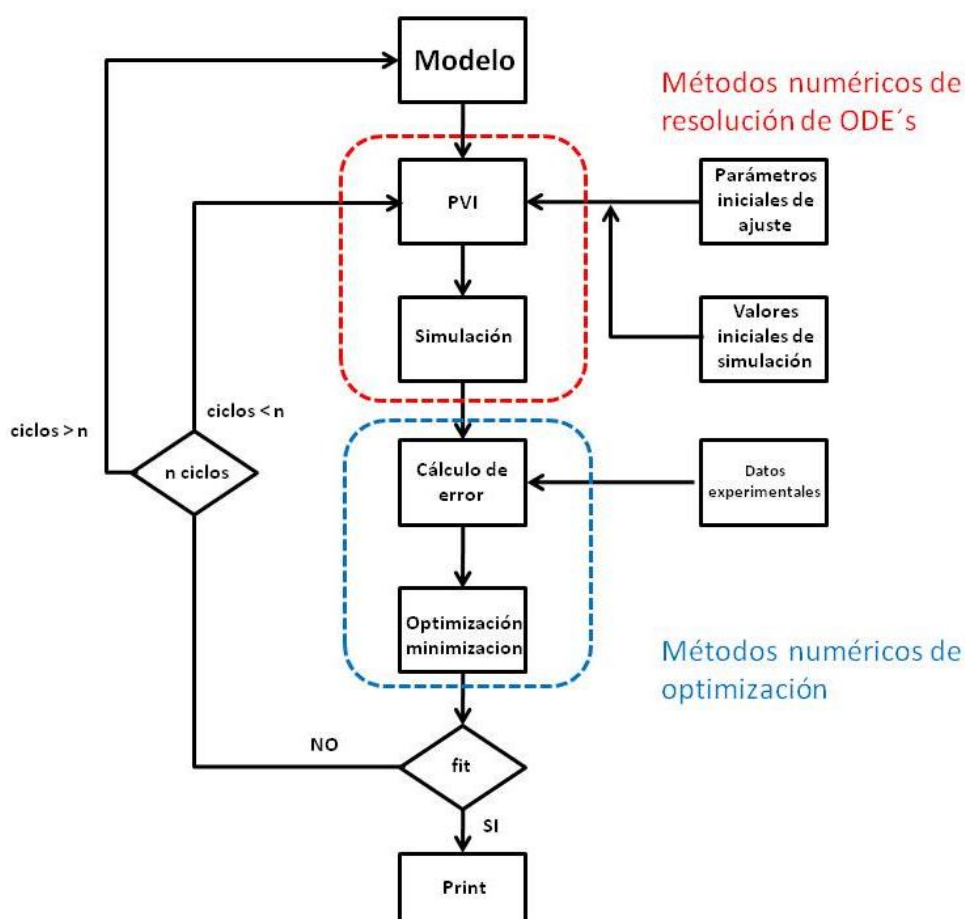 Modelo
Métodos numéricos de
resolución de ODE´s
PVI
Parámetros
iniciales de
ajuste
Simulación
Valores
iniciales de
simulación
ciclos < n
ciclos > n
n ciclos
Cálculo de
error
Datos
experimentales
Optimización
minimizacion
Métodos numéricos de
optimización
NO
fit
SI
Print